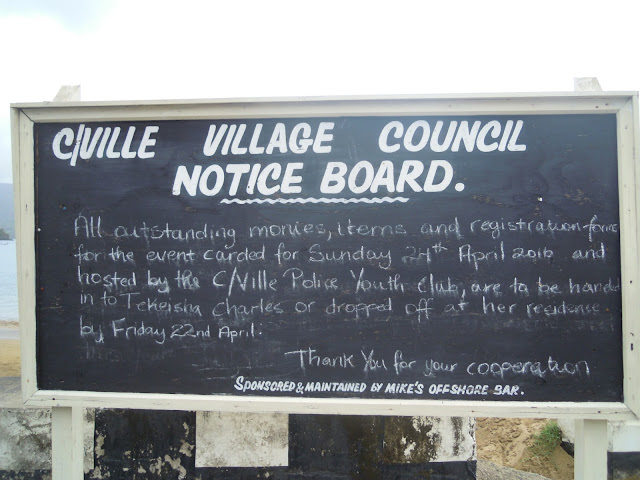 C/VILLE VILLAGE COUNCIL
NOTICE BOARD.
All outstanding monies, items and registration forms
for the event carded for Sunday 24th April 2016 and
hosted by the C/Ville Police Youth Club, are to be handed
in to Tekeisha Charles or dropped off at her residence
by Friday 22nd April.
Thank You for your cooperation
SPONSORED & MAINTAINED BY MIKE'S OFFSHORE BAR.